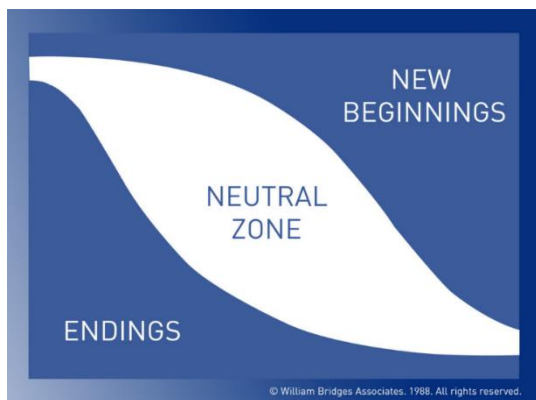 NEW
BEGINNINGS
NEUTRAL
ZONE
ENDINGS
© William Bridges Associates. 1988. All rights reserved.